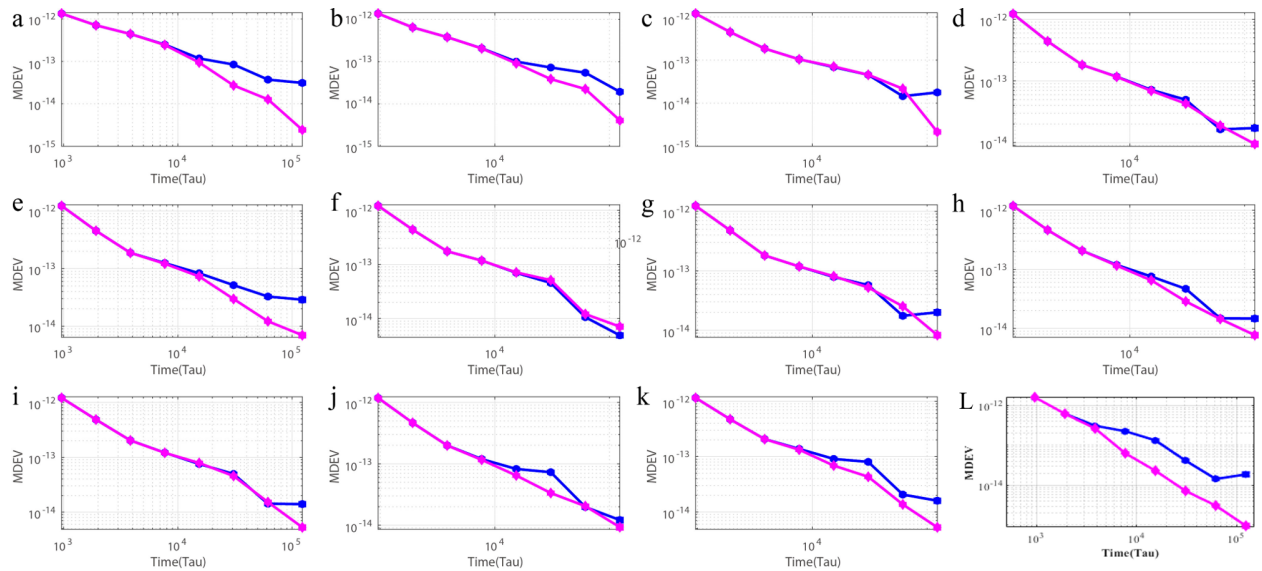 a b c d
10^-12 10^-12 10^-12 10^-12
MDEV MDEV MDEV MDEV
10^-13 10^-13 10^-13 10^-13
10^-14 10^-14 10^-14 10^-14
10^-15 10^-15 10^-15
10^3 10^4 10^5 10^4 10^4 10^4
Time(Tau) Time(Tau) Time(Tau) Time(Tau)
e f g h
10^-12 10^-12 10^-12 10^-12 10^-12
MDEV MDEV MDEV MDEV
10^-13 10^-13 10^-13 10^-13
10^-14 10^-14 10^-14 10^-14
10^3 10^4 10^5 10^4 10^4 10^4
Time(Tau) Time(Tau) Time(Tau) Time(Tau)
i j k L
10^-12 10^-12 10^-12 10^-12
MDEV MDEV MDEV MDEV
10^-13 10^-13 10^-13
10^-14 10^-14 10^-14 10^-14
10^3 10^4 10^5 10^4 10^4 10^3 10^4 10^5
Time(Tau) Time(Tau) Time(Tau) Time(Tau)